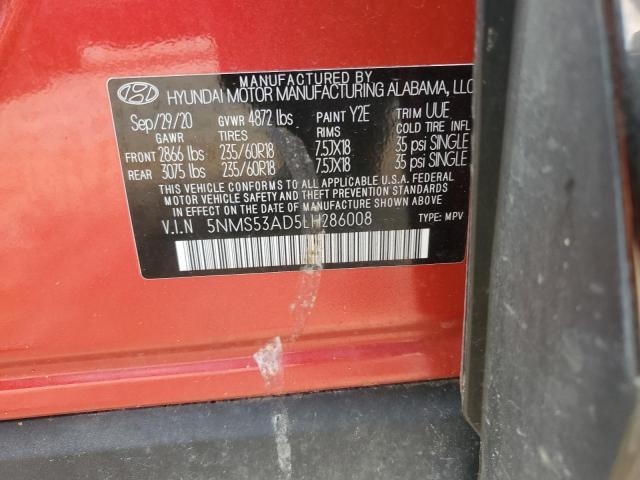 MANUFACTURED BY
HYUNDAI MOTOR MANUFACTURING ALABAMA, LLC
Sep/29/20 GVWR 4872 lbs PAINT Y2E TRIM UUE
GAWR TIRES RIMS COLD TIRE INFL
FRONT 2866 lbs 235/60R18 7.5JX18 35 psi SINGLE
REAR 3075 lbs 235/60R18 7.5JX18 35 psi SINGLE
THIS VEHICLE CONFORMS TO ALL APPLICABLE U.S.A. FEDERAL
MOTOR VEHICLE SAFETY AND THEFT PREVENTION STANDARDS
IN EFFECT ON THE DATE OF MANUFACTURE SHOWN ABOVE.
V.I.N 5NMS53AD5LH286008 TYPE: MPV